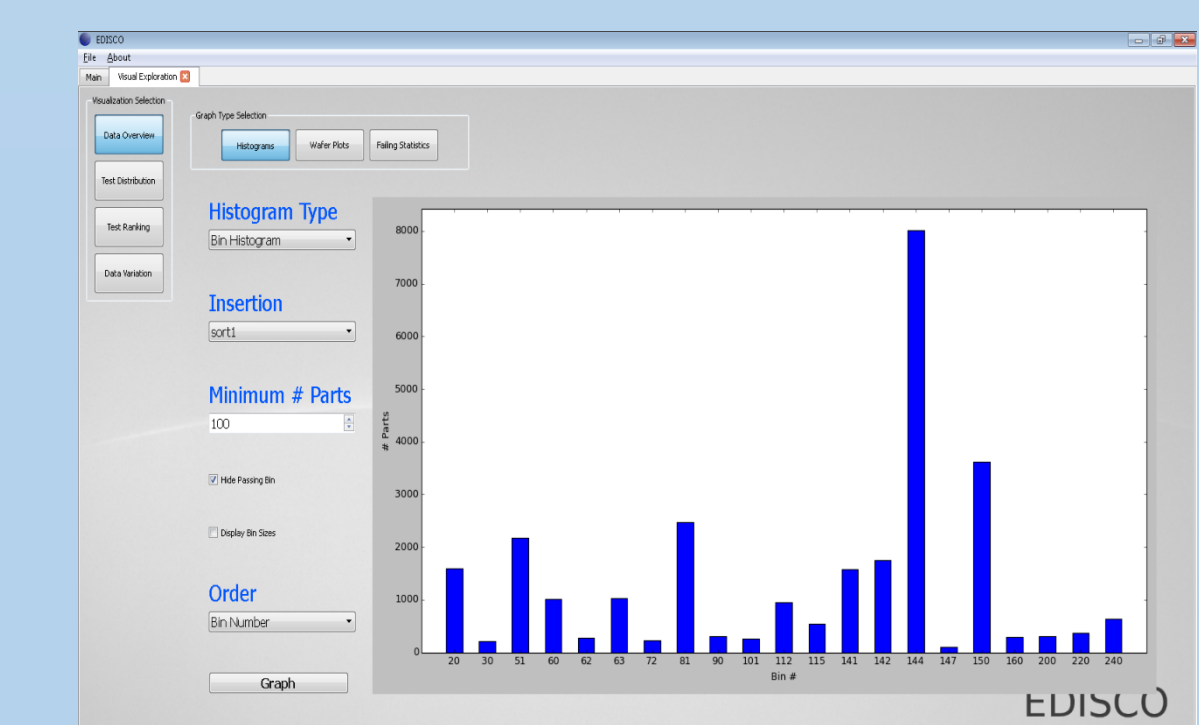 EDISCO
File About
Main Visual Exploration
Visualization Selection
Data Overview
Test Distribution
Test Ranking
Data Variation
Graph Type Selection
Histograms Wafer Plots Failing Statistics
Histogram Type
Bin Histogram
Insertion
sort1
Minimum # Parts
100
Hide Passing Bin
Display Bin Sizes
Order
Bin Number
Graph
# Parts
8000
7000
6000
5000
4000
3000
2000
1000
0
20 30 51 60 62 63 72 81 90 101 112 115 141 142 144 147 150 160 200 220 240
Bin #
EDISCO